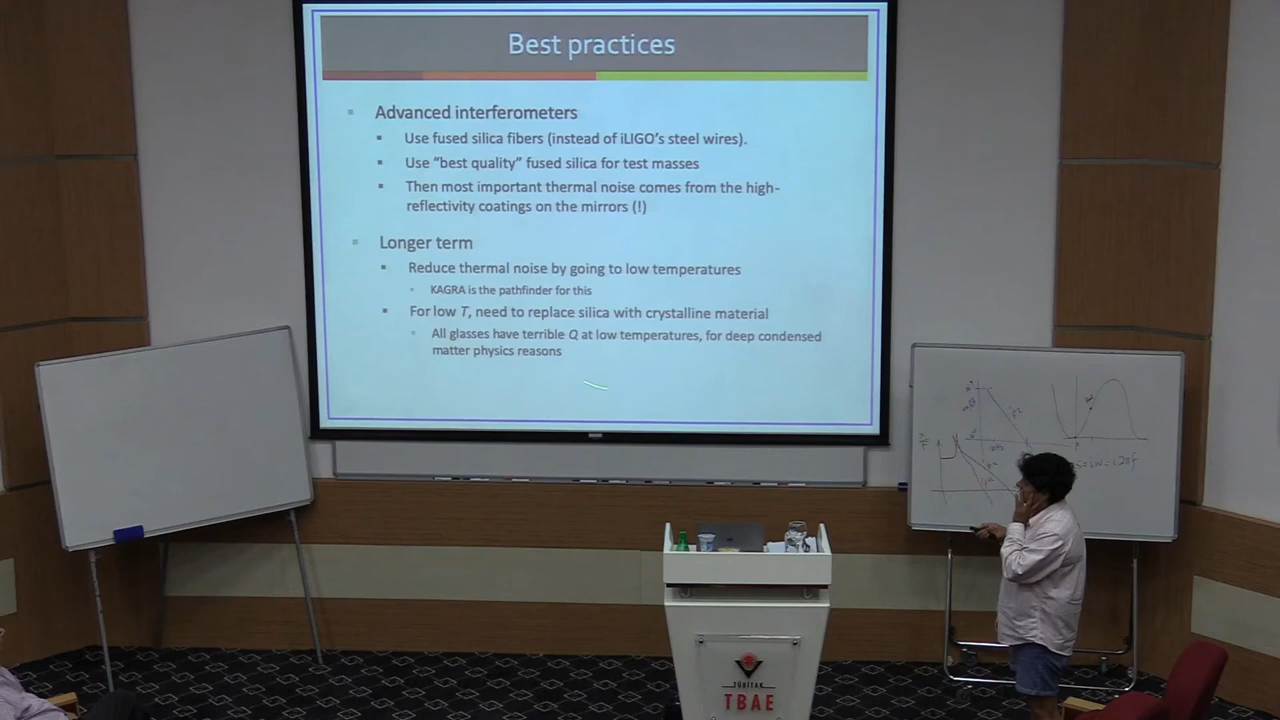 Best practices
Advanced interferometers
Use fused silica fibers (instead of iLIGO's steel wires).
Use “best quality” fused silica for test masses
Then most important thermal noise comes from the high-
reflectivity coatings on the mirrors (!)
Longer term
Reduce thermal noise by going to low temperatures
KAGRA is the pathfinder for this
For low T, need to replace silica with crystalline material
All glasses have terrible Q at low temperatures, for deep condensed
matter physics reasons
TÜBİTAK
TBAE